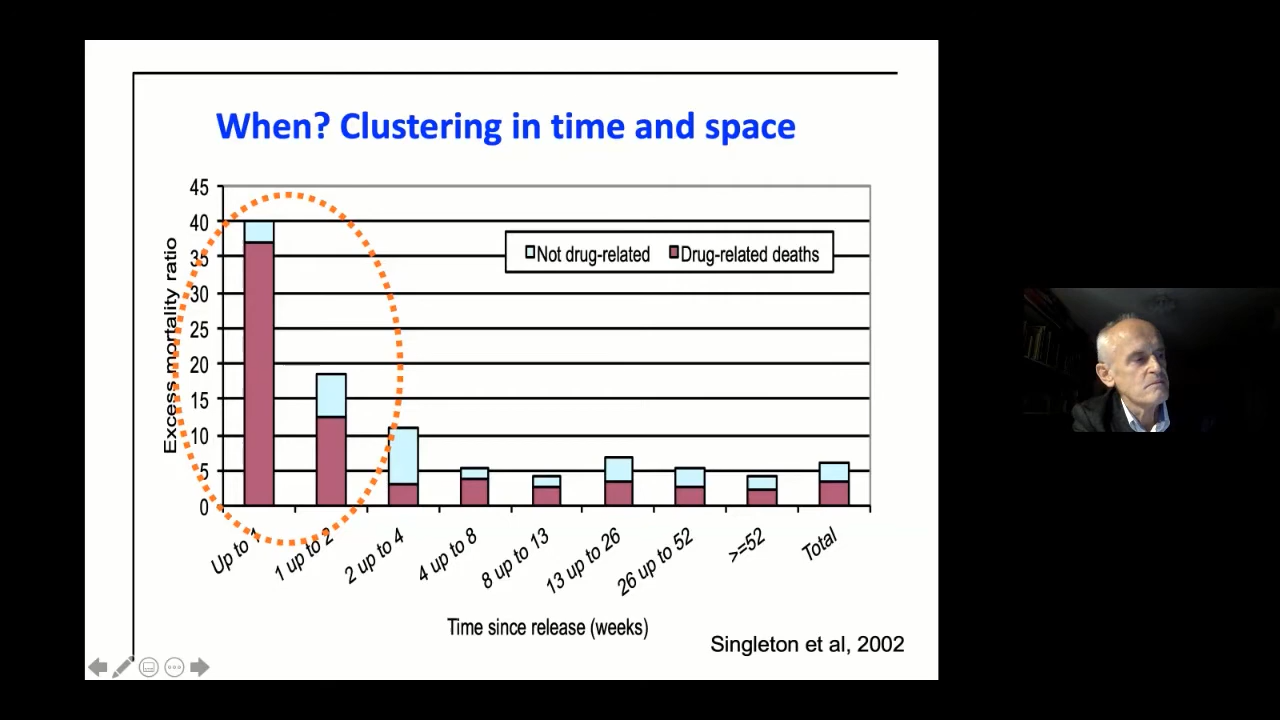 When? Clustering in time and space
Excess mortality ratio
45
40
35
30
25
20
15
10
5
0
Not drug-related
Drug-related deaths
Up to 1
1 up to 2
2 up to 4
4 up to 8
8 up to 13
13 up to 26
26 up to 52
>=52
Total
Time since release (weeks)
Singleton et al, 2002